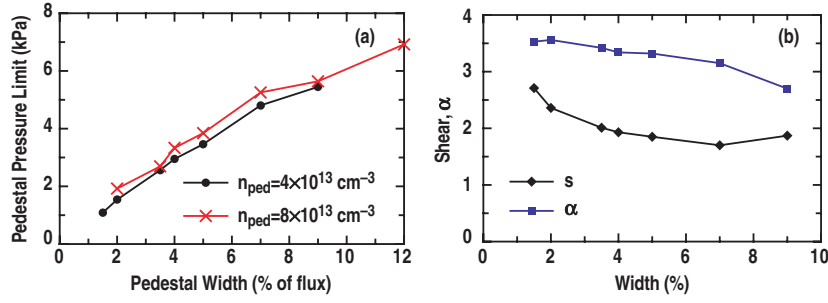 (a)
Pedestal Pressure Limit (kPa)
8
6
4
2
0
n_ped=4×10^13 cm^–3
n_ped=8×10^13 cm^–3
0 2 4 6 8 10 12
Pedestal Width (% of flux)
(b)
Shear, α
4
3
2
1
0
s
α
0 2 4 6 8 10
Width (%)